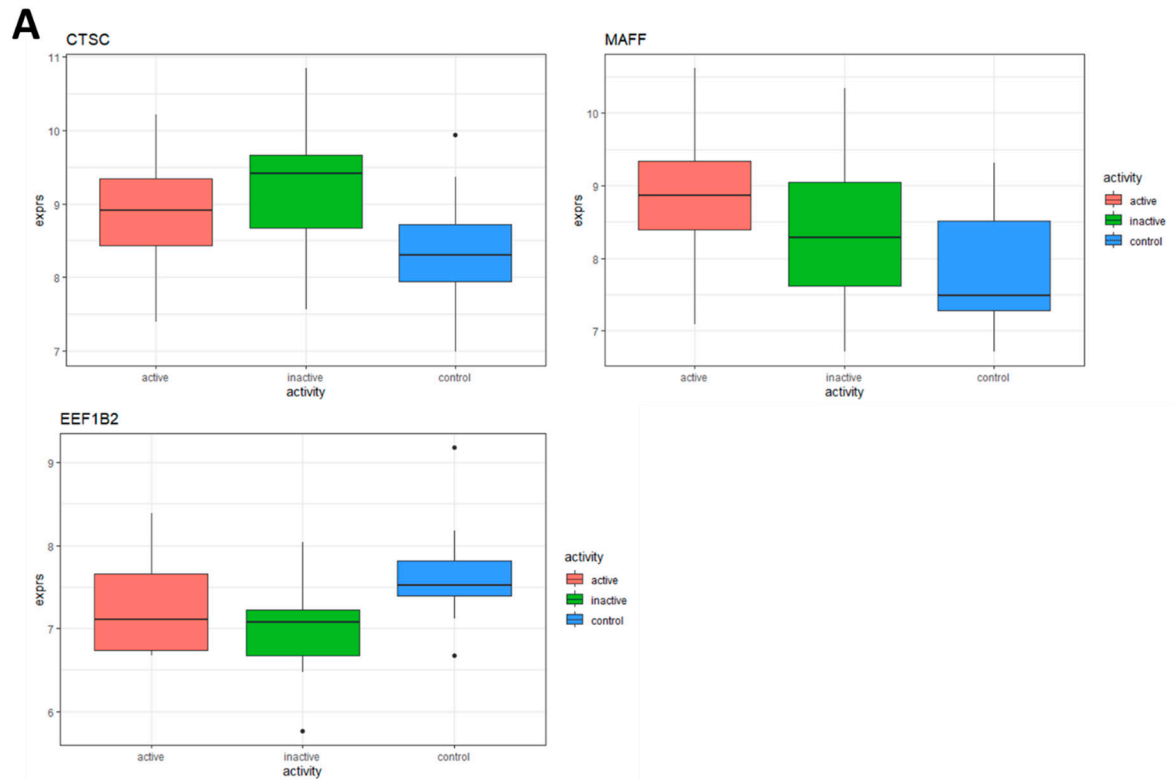 A
CTSC
11
10
9
8
7
exprs
active
inactive
control
activity
MAFF
10
9
8
7
exprs
active
inactive
control
activity
activity
active
inactive
control
EEF1B2
9
8
7
6
exprs
active
inactive
control
activity
activity
active
inactive
control